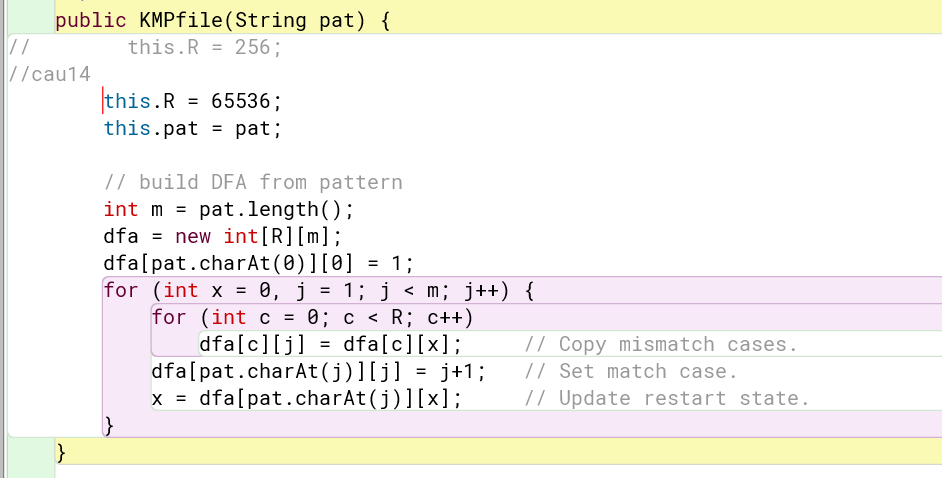 public KMPfile(String pat) {
//        this.R = 256;
//cau14
        this.R = 65536;
        this.pat = pat;

        // build DFA from pattern
        int m = pat.length();
        dfa = new int[R][m];
        dfa[pat.charAt(0)][0] = 1;
        for (int x = 0, j = 1; j < m; j++) {
            for (int c = 0; c < R; c++)
                dfa[c][j] = dfa[c][x];     // Copy mismatch cases.
            dfa[pat.charAt(j)][j] = j+1;   // Set match case.
            x = dfa[pat.charAt(j)][x];     // Update restart state.
        }
    }